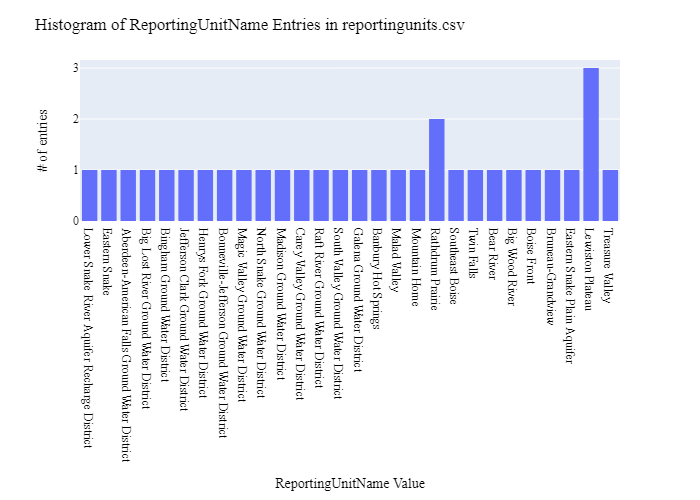 Histogram of ReportingUnitName Entries in reportingunits.csv
# of entries
3
2
1
0
Lower Snake River Aquifer Recharge District
Eastern Snake
Aberdeen-American Falls Ground Water District
Big Lost River Ground Water District
Bingham Ground Water District
Jefferson Clark Ground Water District
Henrys Fork Ground Water District
Bonneville-Jefferson Ground Water District
Magic Valley Ground Water District
North Snake Ground Water District
Madison Ground Water District
Carey Valley Ground Water District
Raft River Ground Water District
South Valley Ground Water District
Galena Ground Water District
Banbury Hot Springs
Malad Valley
Mountain Home
Rathdrum Prairie
Southeast Boise
Twin Falls
Bear River
Big Wood River
Boise Front
Bruneau-Grandview
Eastern Snake Plain Aquifer
Lewiston Plateau
Treasure Valley
ReportingUnitName Value